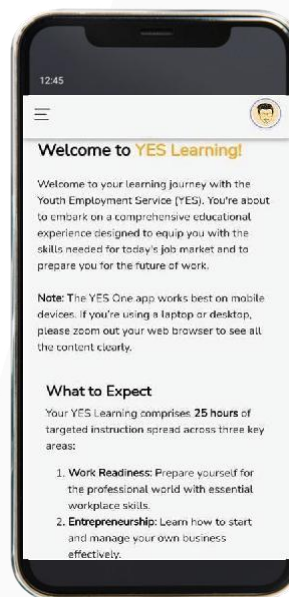 12:45
Welcome to YES Learning!
Welcome to your learning journey with the
Youth Employment Service (YES). You're about
to embark on a comprehensive educational
experience designed to equip you with the
skills needed for today's job market and to
prepare you for the future of work.
Note: The YES One app works best on mobile
devices. If you're using a laptop or desktop,
please zoom out your web browser to see all
the content clearly.
What to Expect
Your YES Learning comprises 25 hours of
targeted instruction spread across three key
areas:
1. Work Readiness: Prepare yourself for
the professional world with essential
workplace skills.
2. Entrepreneurship: Learn how to start
and manage your own business
effectively.